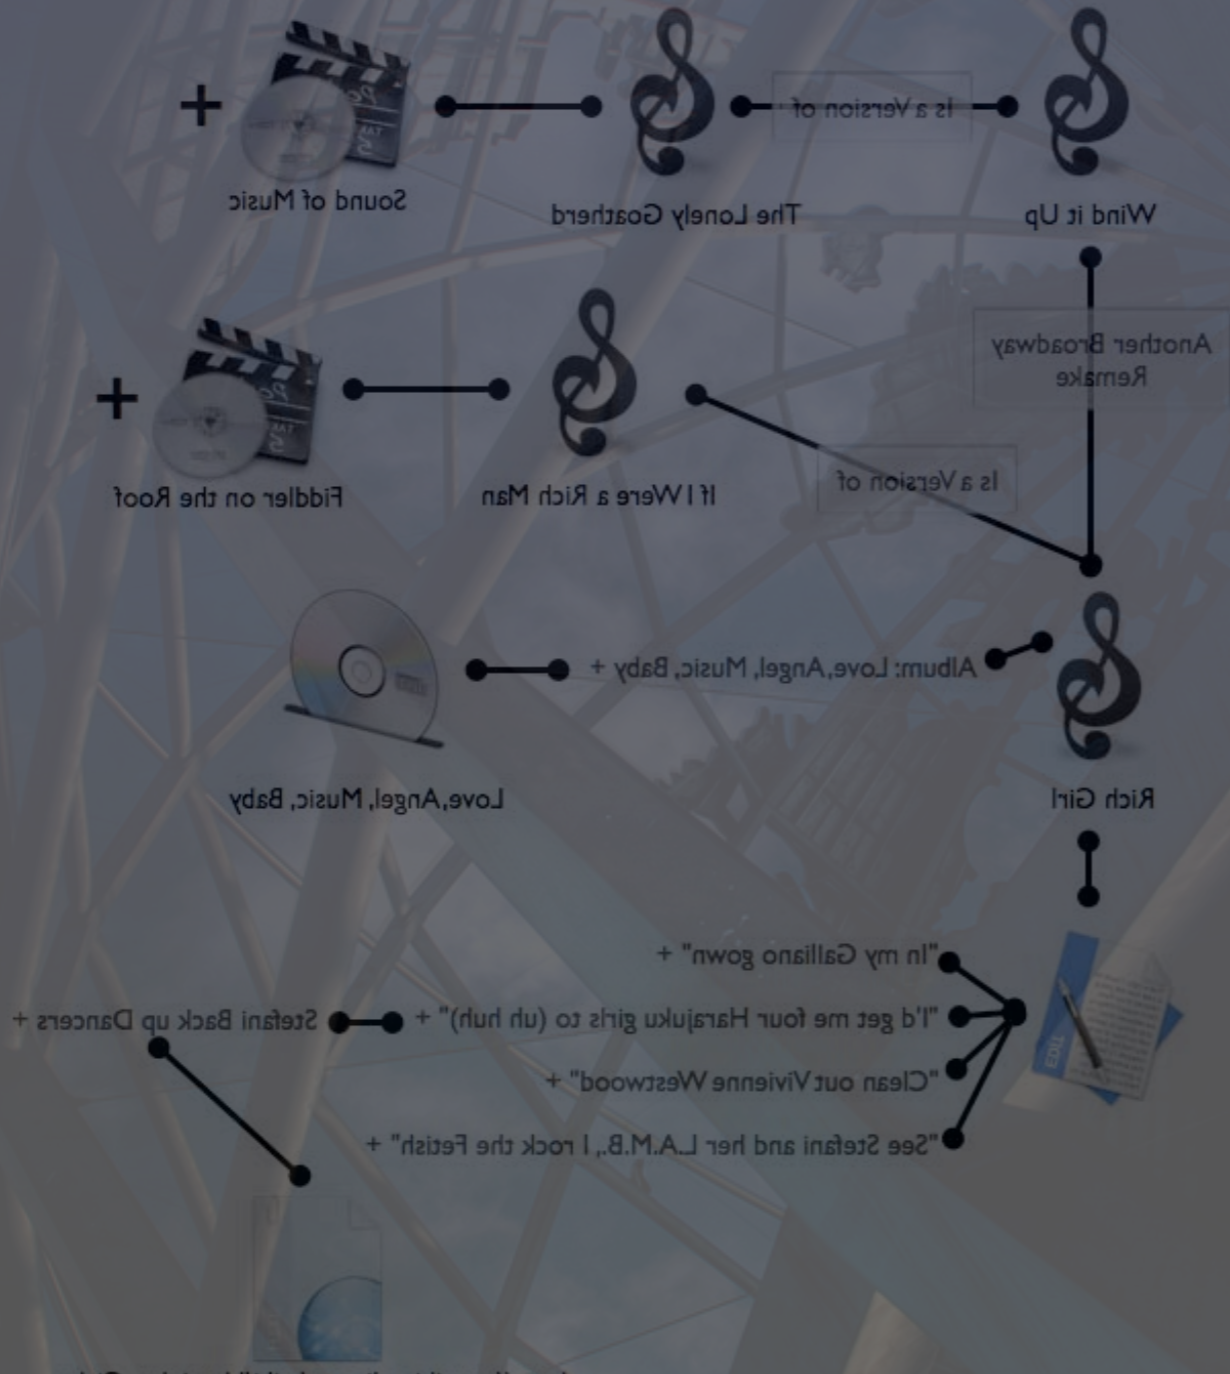 Wind it Up
Is a Version of
The Lonely Goatherd
Sound of Music
+
Another Broadway
Remake
Is a Version of
If I Were a Rich Man
Fiddler on the Roof
+
Rich Girl
Album: Love,Angel, Music, Baby +
Love,Angel, Music, Baby
"In my Galliano gown" +
"I'd get me four Harajuku girls to (uh huh)" +
Stefani Back up Dancers +
"Clean out Vivienne Westwood" +
"See Stefani and her L.A.M.B., I rock the Fetish" +
EDIT